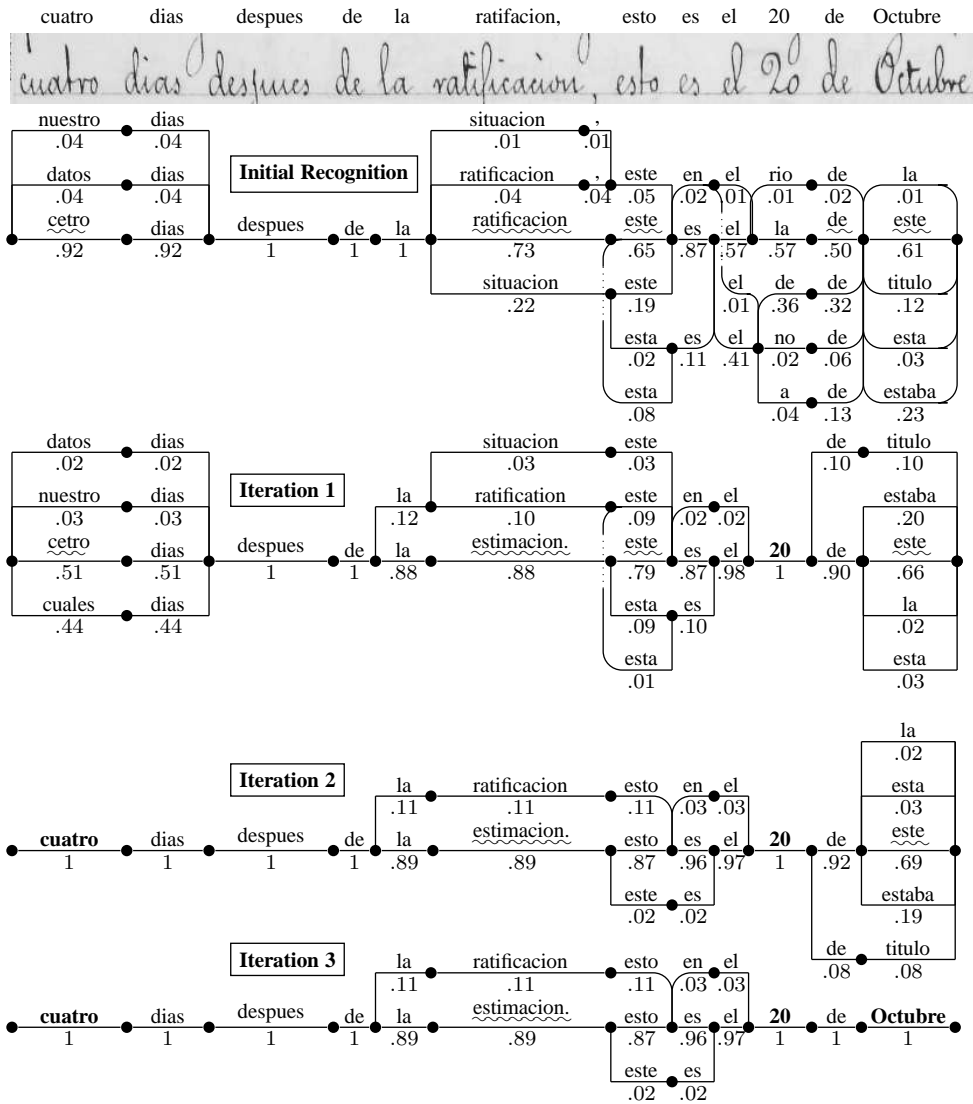 cuatro dias despues de la ratifacion, esto es el 20 de Octubre
cuatro dias despues de la ratificacion, esto es el 20 de Octubre
nuestro dias situacion ,
.04 .04 .01 .01
datos dias Initial Recognition ratificacion , este en el rio de la
.04 .04 .04 .04 .05 .02 .01 .01 .02 .01
cetro dias despues de la ratificacion este es el la de este
.92 .92 1 1 1 .73 .65 .87 .57 .57 .50 .61
situacion este el de de titulo
.22 .19 .01 .36 .32 .12
esta es el no de esta
.02 .11 .41 .02 .06 .03
esta a de estaba
.08 .04 .13 .23
datos dias situacion este de titulo
.02 .02 .03 .03 .10 .10
nuestro dias Iteration 1 la ratification este en el estaba
.03 .03 .12 .10 .09 .02 .02 .20
cetro dias despues de la estimacion. este es el 20 de este
.51 .51 1 1 .88 .88 .79 .87 .98 1 .90 .66
cuales dias esta es la
.44 .44 .09 .10 .02
esta esta
.01 .03
la
.02
Iteration 2 la ratificacion esto en el esta
.11 .11 .11 .03 .03 .03
cuatro dias despues de la estimacion. esto es el 20 de este
1 1 1 1 .89 .89 .87 .96 .97 1 .92 .69
este es estaba
.02 .02 .19
de titulo
.08 .08
Iteration 3 la ratificacion esto en el
.11 .11 .11 .03 .03
cuatro dias despues de la estimacion. esto es el 20 de Octubre
1 1 1 1 .89 .89 .87 .96 .97 1 1 1
este es
.02 .02